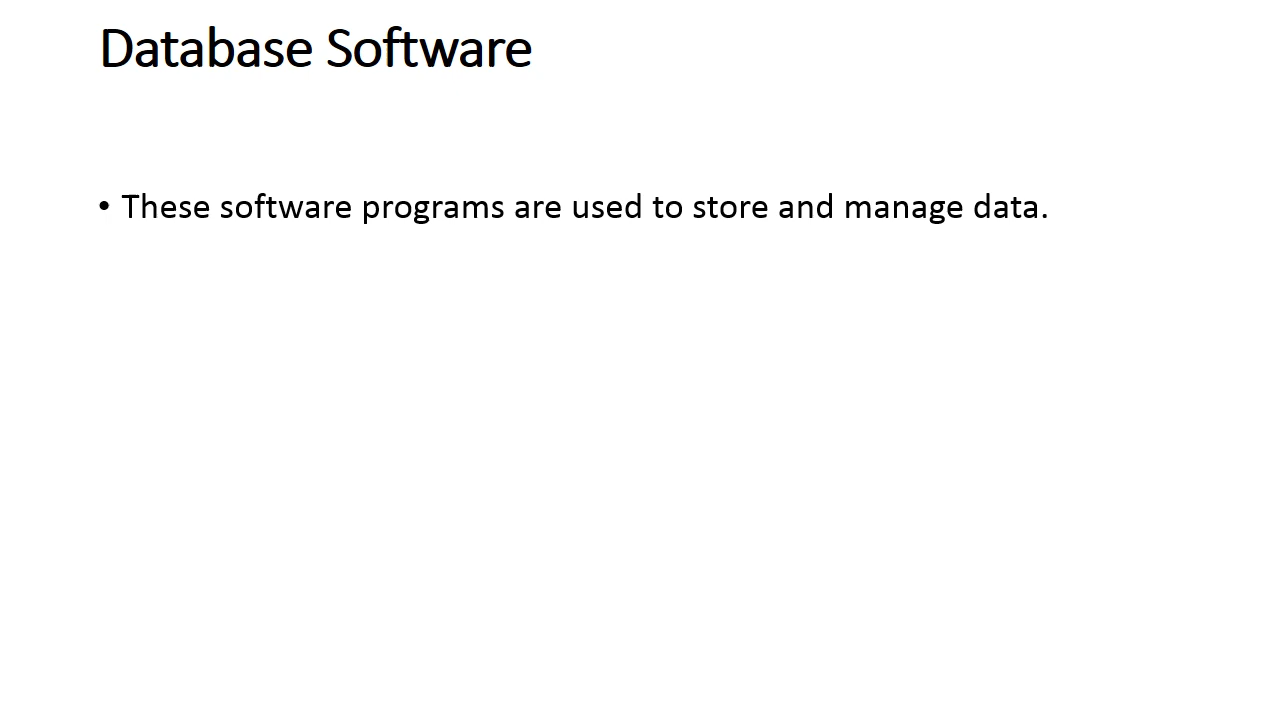 Database Software
• These software programs are used to store and manage data.